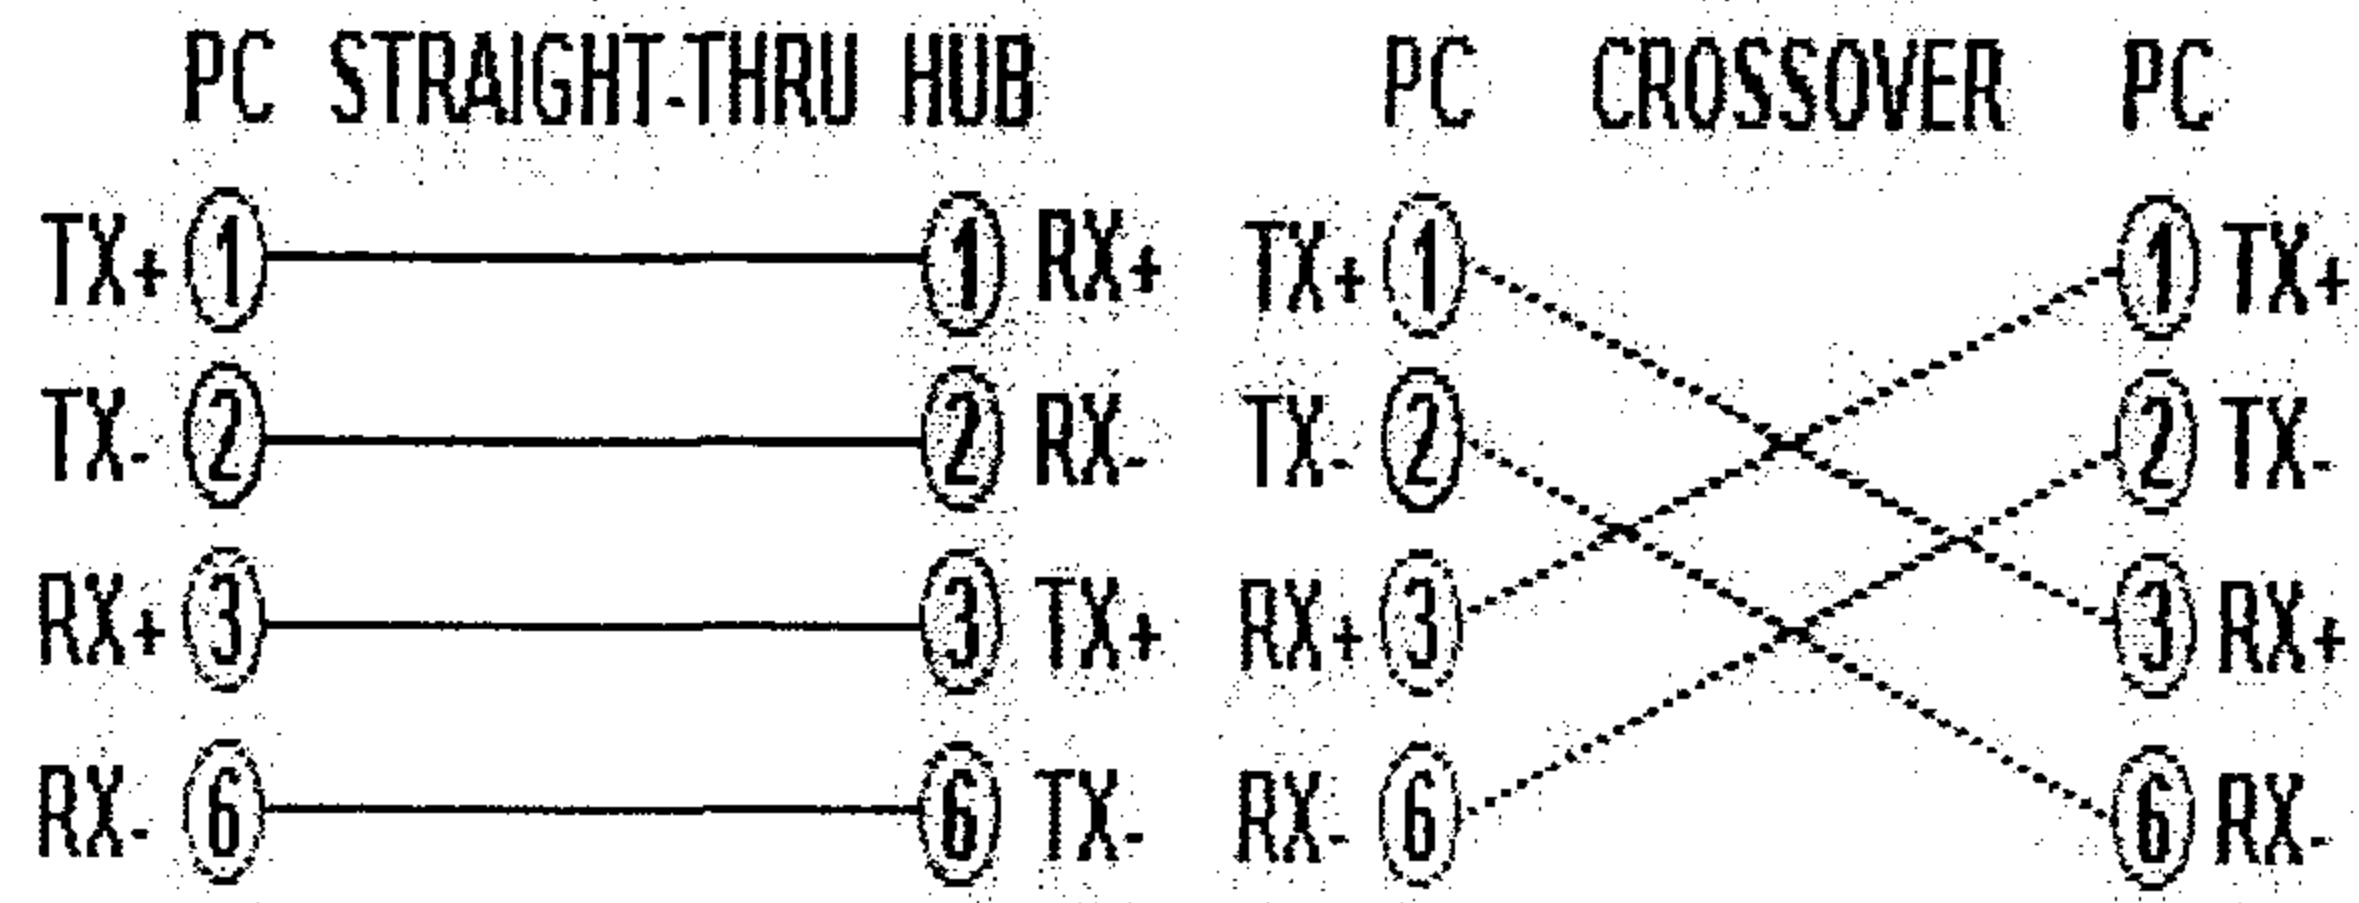 PC STRAIGHT-THRU HUB PC CROSSOVER PC
TX+ 1 1 RX+ TX+ 1 1 TX+
TX- 2 2 RX- TX- 2 2 TX-
RX+ 3 3 TX+ RX+ 3 3 RX+
RX- 6 6 TX- RX- 6 6 RX-